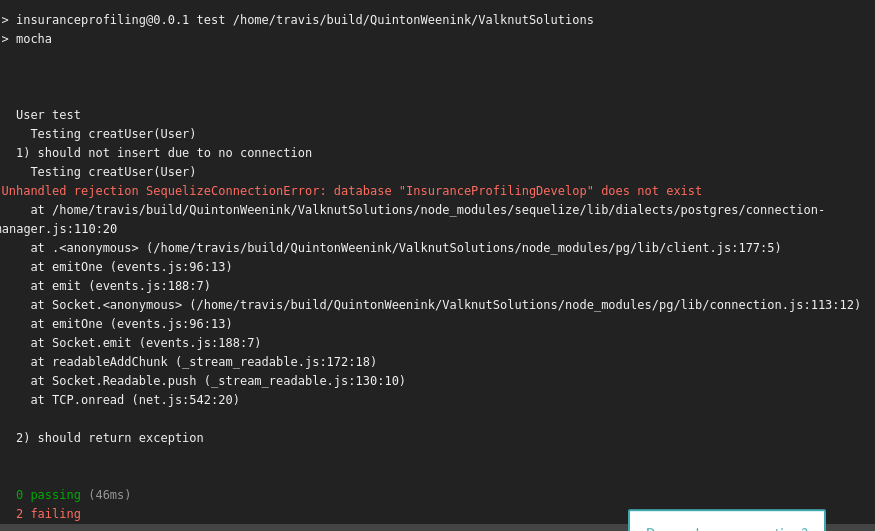 > insuranceprofiling@0.0.1 test /home/travis/build/QuintonWeenink/ValknutSolutions
> mocha
User test
Testing creatUser(User)
1) should not insert due to no connection
Testing creatUser(User)
Unhandled rejection SequelizeConnectionError: database "InsuranceProfilingDevelop" does not exist
at /home/travis/build/QuintonWeenink/ValknutSolutions/node_modules/sequelize/lib/dialects/postgres/connection-
manager.js:110:20
at .<anonymous> (/home/travis/build/QuintonWeenink/ValknutSolutions/node_modules/pg/lib/client.js:177:5)
at emitOne (events.js:96:13)
at emit (events.js:188:7)
at Socket.<anonymous> (/home/travis/build/QuintonWeenink/ValknutSolutions/node_modules/pg/lib/connection.js:113:12)
at emitOne (events.js:96:13)
at Socket.emit (events.js:188:7)
at readableAddChunk (_stream_readable.js:172:18)
at Socket.Readable.push (_stream_readable.js:130:10)
at TCP.onread (net.js:542:20)
2) should return exception
0 passing (46ms)
2 failing